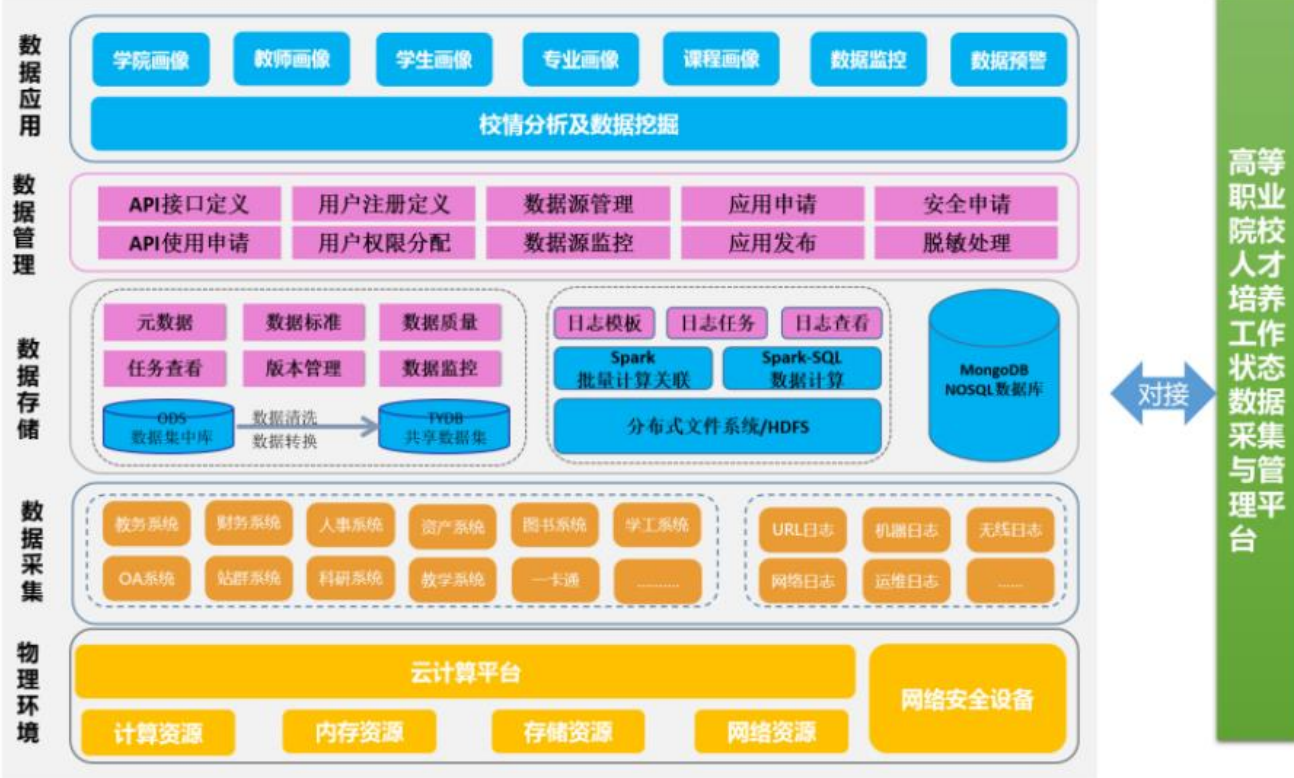 数据应用
学院画像
教师画像
学生画像
专业画像
课程画像
数据监控
数据预警
校情分析及数据挖掘
数据管理
API接口定义
用户注册定义
数据源管理
应用申请
安全申请
API使用申请
用户权限分配
数据源监控
应用发布
脱敏处理
数据存储
元数据
数据标准
数据质量
任务查看
版本管理
数据监控
ODS
数据集中库
数据清洗
数据转换
TYDB
共享数据集
日志模板
日志任务
日志查看
Spark
批量计算关联
Spark-SQL
数据计算
分布式文件系统/HDFS
MongoDB
NOSQL数据库
数据采集
教务系统
财务系统
人事系统
资产系统
图书系统
学工系统
OA系统
站群系统
科研系统
教学系统
一卡通
..........
URL日志
机器日志
无线日志
网络日志
运维日志
......
物理环境
云计算平台
计算资源
内存资源
存储资源
网络资源
网络安全设备
对接
高等
职业
院校
人才
培养
工作
状态
数据
采集
与管
理平
台